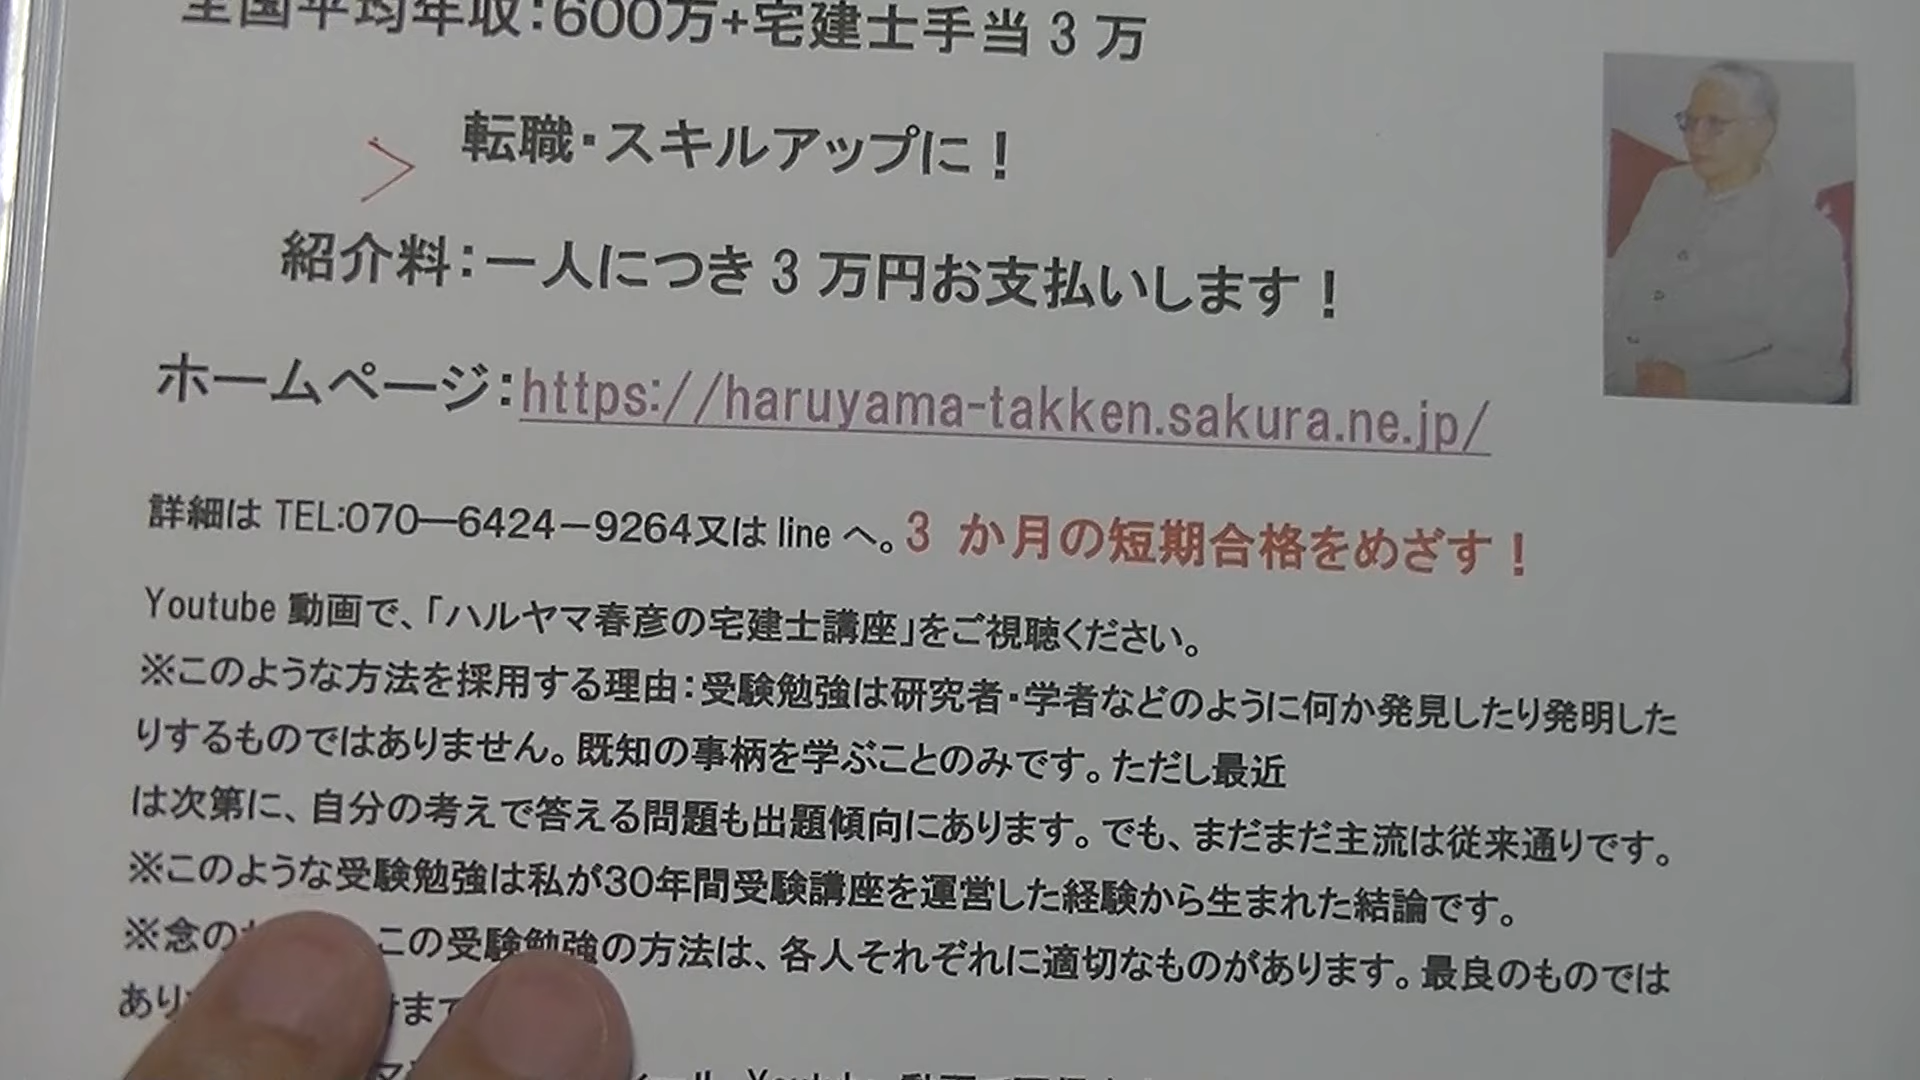 全国平均年収：600万+宅建士手当３万
転職・スキルアップに！
紹介料：一人につき３万円お支払いします！
ホームページ：https://haruyama-takken.sakura.ne.jp/
詳細は TEL:070―6424－9264又は line へ。３ か月の短期合格をめざす！
Youtube 動画で、「ハルヤマ春彦の宅建士講座」をご視聴ください。
※このような方法を採用する理由：受験勉強は研究者・学者などのように何か発見したり発明した
りするものではありません。既知の事柄を学ぶことのみです。ただし最近
は次第に、自分の考えで答える問題も出題傾向にあります。でも、まだまだ主流は従来通りです。
※このような受験勉強は私が30年間受験講座を運営した経験から生まれた結論です。
※念の この受験勉強の方法は、各人それぞれに適切なものがあります。最良のものでは
あり